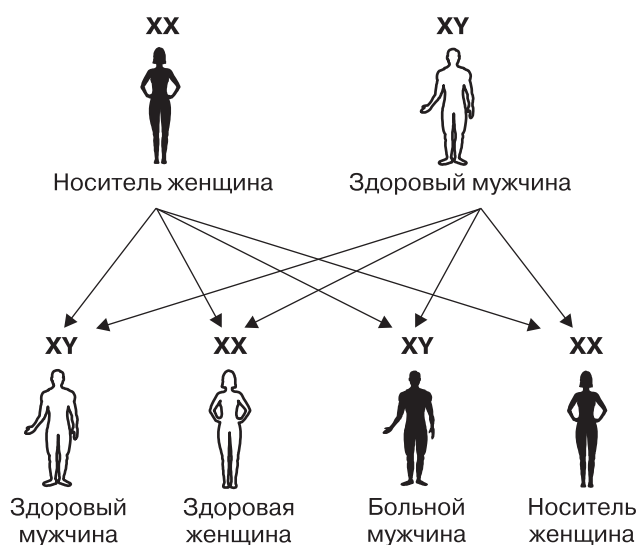 XX XY
Носитель женщина Здоровый мужчина
XY XX XY XX
Здоровый Здоровая Больной Носитель
мужчина женщина мужчина женщина